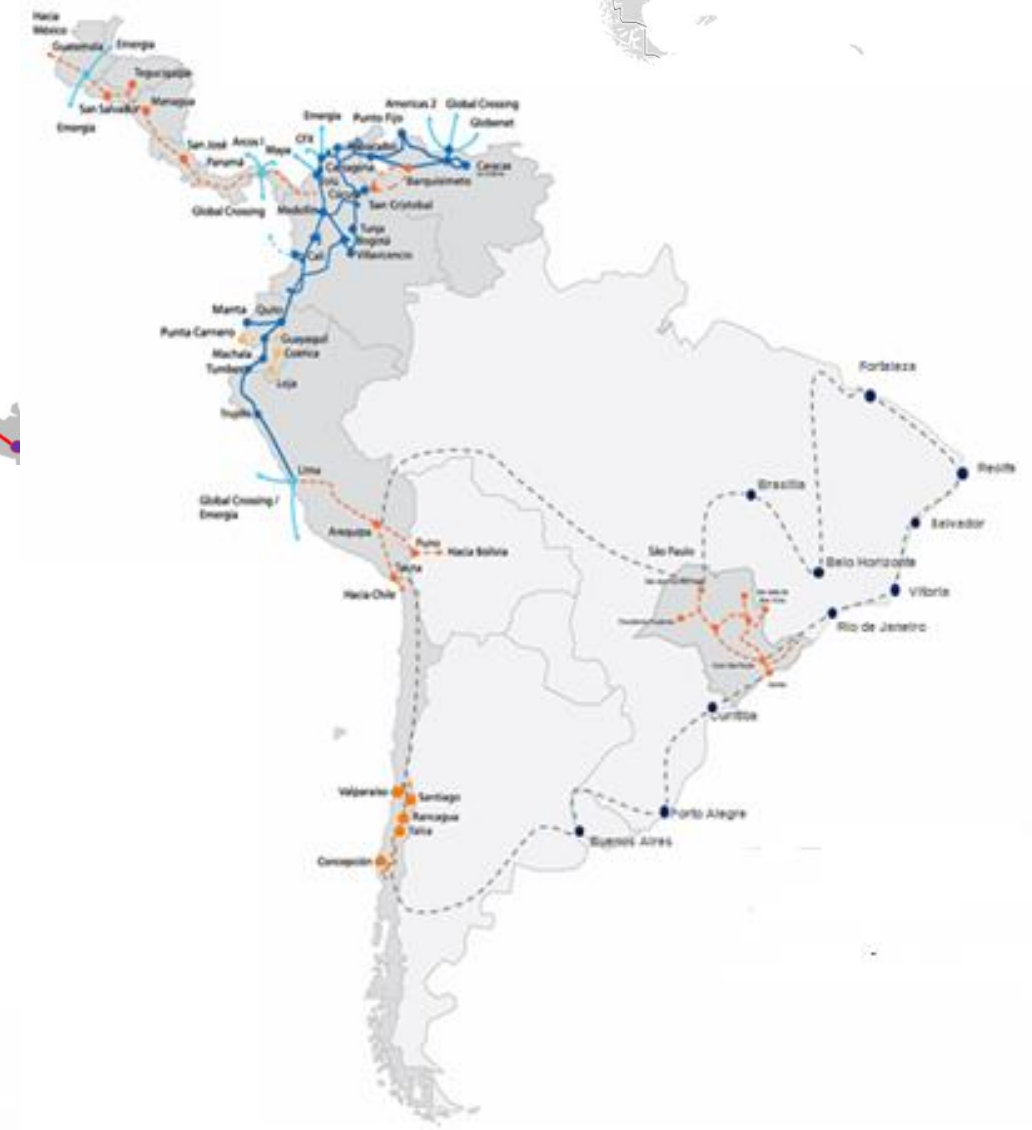 Hacia
México
Guatemala
Emergia
Tegucigalpa
San Salvador
Managua
Emergia
San José
Arcos I
Maya
CFX
Emergia
Punto Fijo
Americas 2
Global Crossing
Globenet
Panamá
Global Crossing
Maracaibo
Cartagena
Caracas
Barquisimeto
Cúcuta
San Cristobal
Medellín
Tunja
Bogotá
Villavicencio
Cali
Manta
Quito
Punta Carnero
Guayaquil
Machala
Cuenca
Tumbes
Loja
Trujillo
Lima
Global Crossing /
Emergia
Arequipa
Puno
Hacia Bolivia
Tacna
Hacia Chile
Fortaleza
Recife
Brasilia
Salvador
São Paulo
Belo Horizonte
Vitoria
Rio de Janeiro
Curitiba
Porto Alegre
Buenos Aires
Valparaiso
Santiago
Rancagua
Talca
Concepción